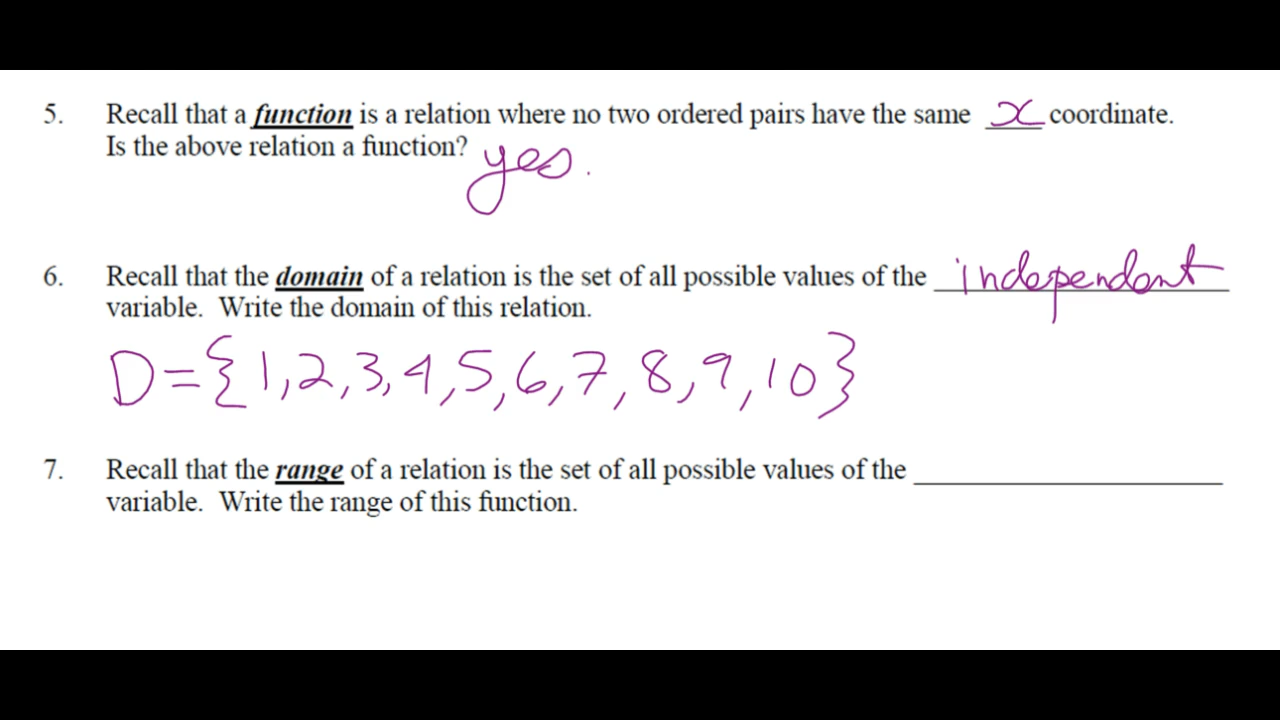 5. Recall that a function is a relation where no two ordered pairs have the same x coordinate.
Is the above relation a function? yes.
6. Recall that the domain of a relation is the set of all possible values of the independent
variable. Write the domain of this relation.
D={1,2,3,4,5,6,7,8,9,10}
7. Recall that the range of a relation is the set of all possible values of the ____________________
variable. Write the range of this function.